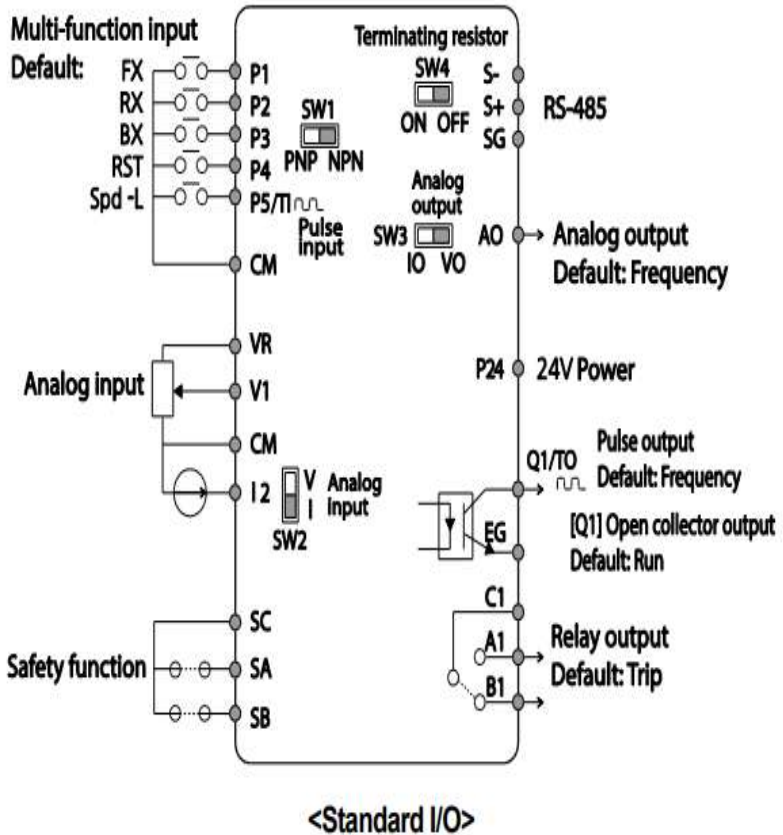 Multi-function input
Default:
FX
RX
BX
RST
Spd -L
P1
P2
P3
P4
P5/TI
Pulse
input
CM
SW1
PNP NPN
Terminating resistor
SW4
ON OFF
S-
S+
SG
RS-485
Analog
output
SW3
IO VO
AO
Analog output
Default: Frequency
Analog input
VR
V1
CM
I 2
V
I
Analog
input
SW2
P24
24V Power
Q1/TO
Pulse output
Default: Frequency
EG
[Q1] Open collector output
Default: Run
C1
A1
B1
Relay output
Default: Trip
Safety function
SC
SA
SB
<Standard I/O>